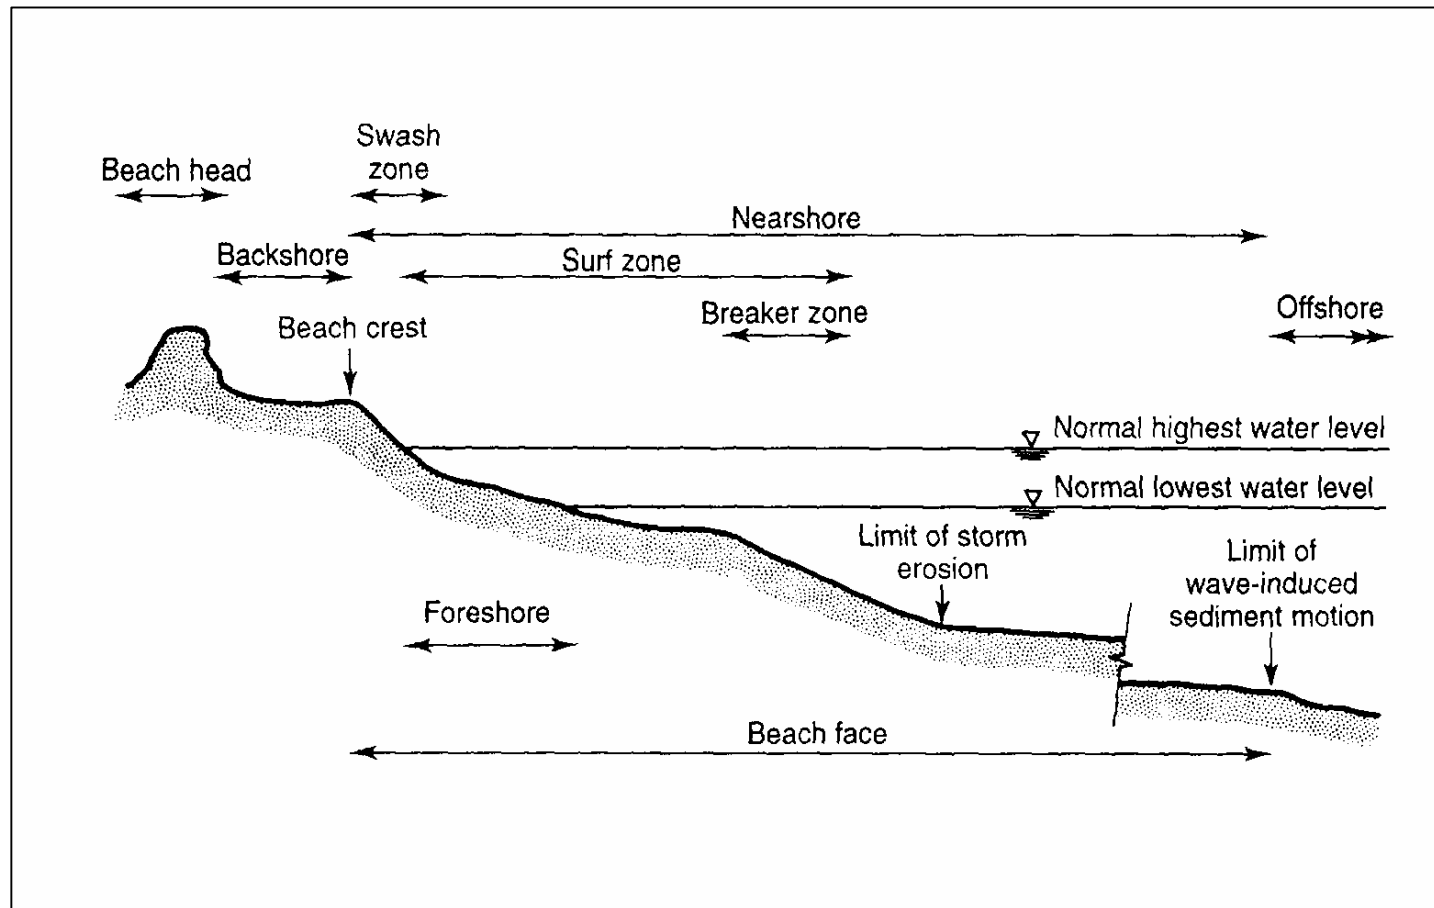 Swash
zone
Beach head
Nearshore
Backshore
Surf zone
Breaker zone
Offshore
Beach crest
Normal highest water level
Normal lowest water level
Limit of storm
erosion
Limit of
wave-induced
sediment motion
Foreshore
Beach face